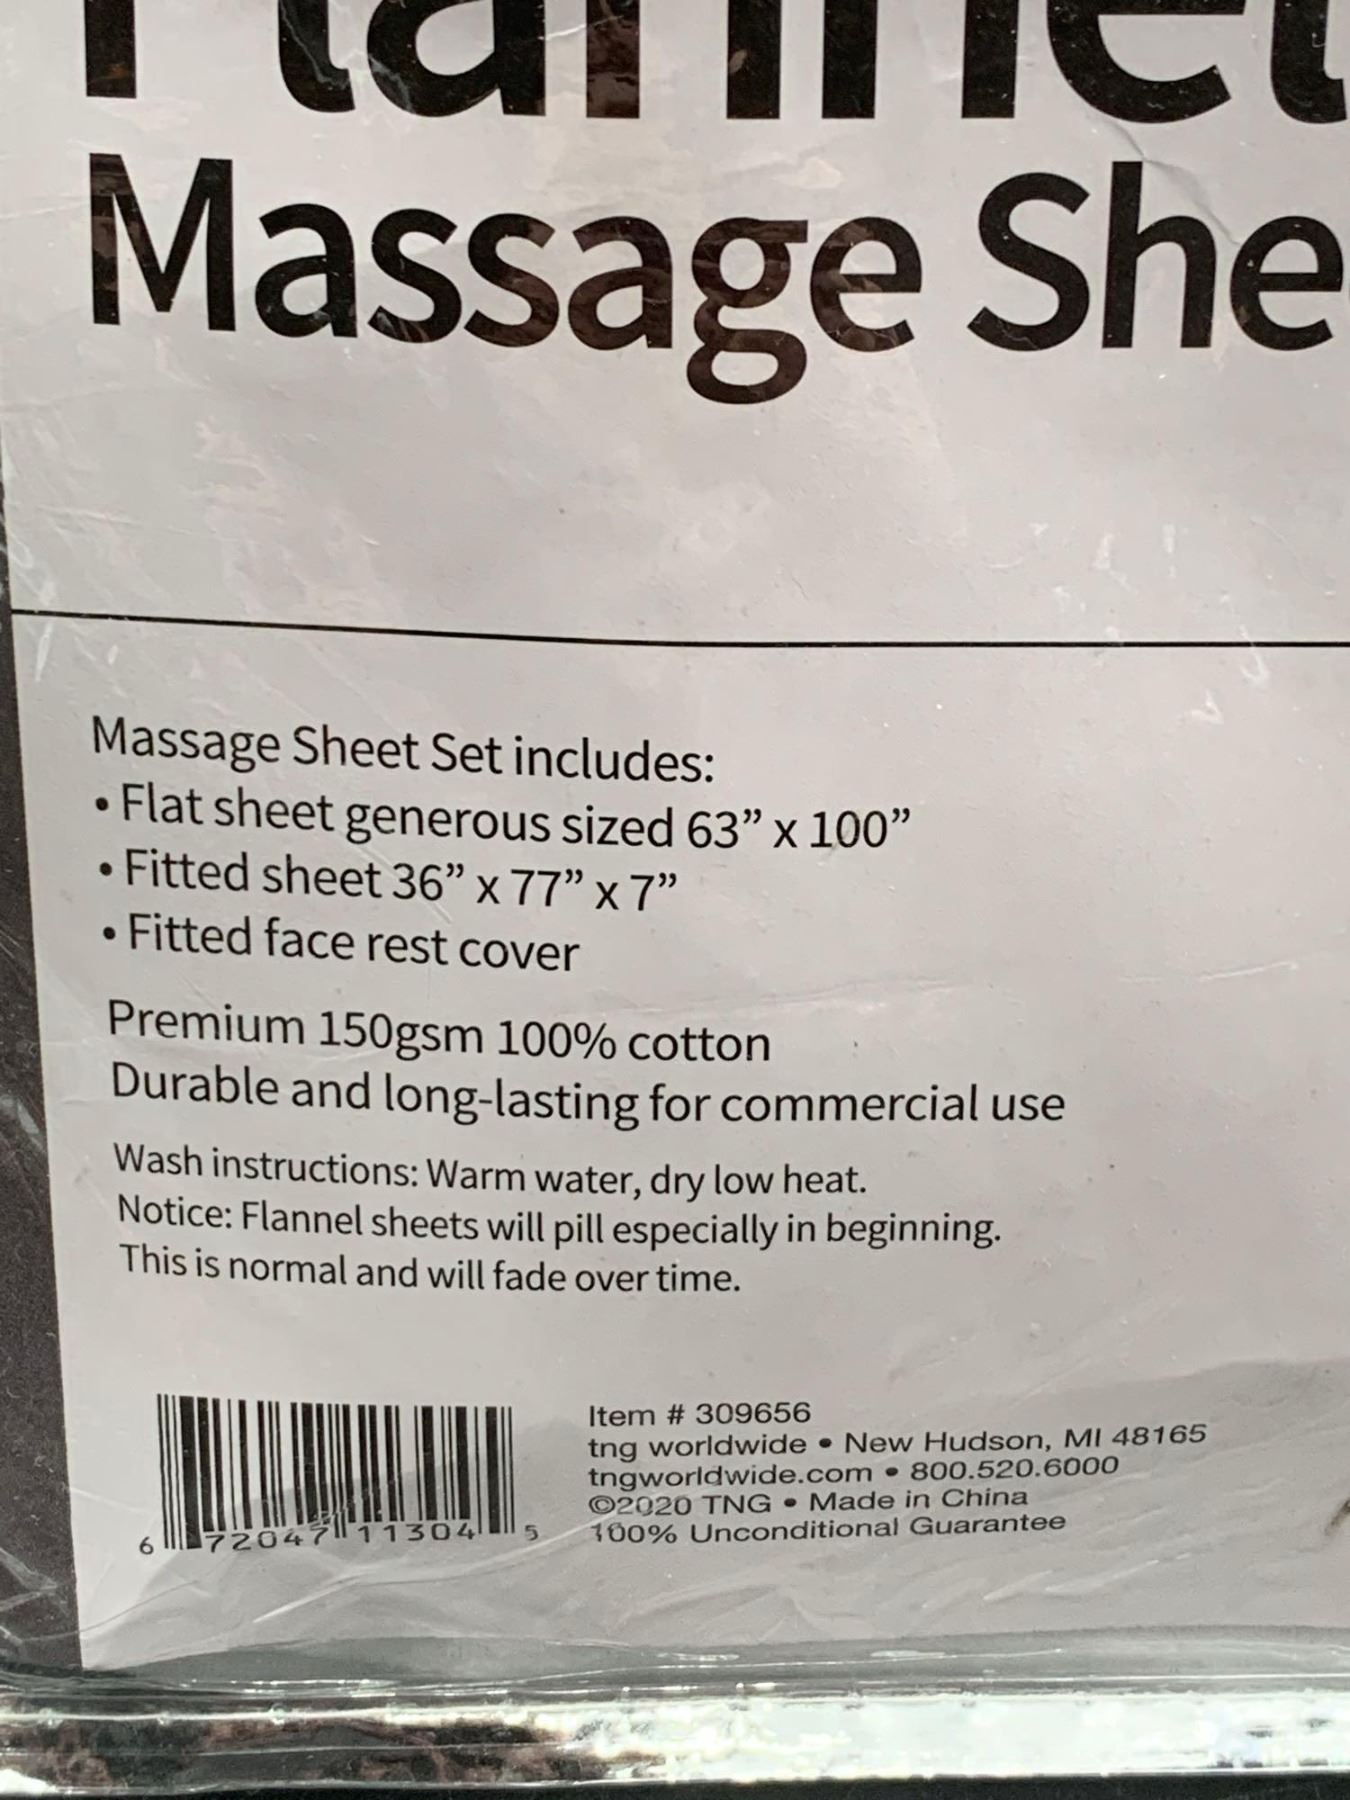 Flannel
Massage She
Massage Sheet Set includes:
• Flat sheet generous sized 63” x 100”
• Fitted sheet 36” x 77” x 7”
• Fitted face rest cover
Premium 150gsm 100% cotton
Durable and long-lasting for commercial use
Wash instructions: Warm water, dry low heat.
Notice: Flannel sheets will pill especially in beginning.
This is normal and will fade over time.
Item # 309656
tng worldwide • New Hudson, MI 48165
tngworldwide.com • 800.520.6000
©2020 TNG • Made in China
100% Unconditional Guarantee
6 72047 11304 5